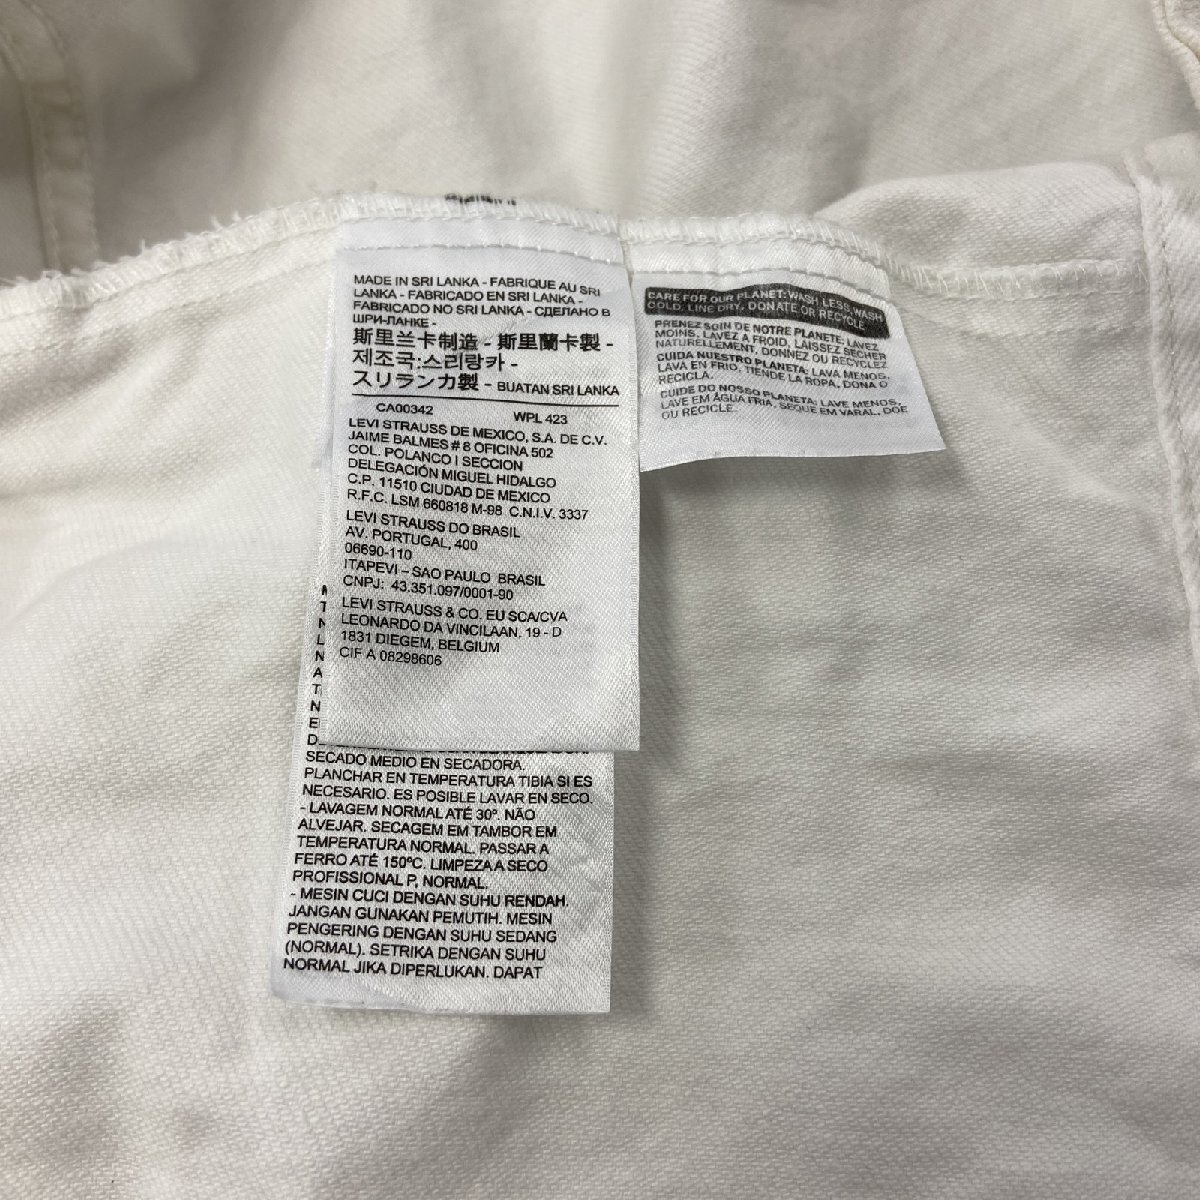 MADE IN SRI LANKA - FABRIQUE AU SRI
LANKA - FABRICADO EN SRI LANKA -
FABRICADO NO SRI LANKA - СДЕЛАНО В
ШРИ-ЛАНКЕ -
斯里兰卡制造 - 斯里蘭卡製 -
제조국:스리랑카 -
スリランカ製 - BUATAN SRI LANKA
CA00342 WPL 423
LEVI STRAUSS DE MEXICO, S.A. DE C.V.
JAIME BALMES # 8 OFICINA 502
COL. POLANCO I SECCION
DELEGACIÓN MIGUEL HIDALGO
C.P. 11510 CIUDAD DE MEXICO
R.F.C. LSM 660818 M-98 C.N.I.V. 3337
LEVI STRAUSS DO BRASIL
AV. PORTUGAL, 400
06690-110
ITAPEVI – SAO PAULO BRASIL
CNPJ: 43.351.097/0001-90
LEVI STRAUSS & CO. EU SCA/CVA
LEONARDO DA VINCILAAN, 19 - D
1831 DIEGEM, BELGIUM
CIF A 08298606
SECADO MEDIO EN SECADORA.
PLANCHAR EN TEMPERATURA TIBIA SI ES
NECESARIO. ES POSIBLE LAVAR EN SECO.
- LAVAGEM NORMAL ATÉ 30º. NÃO
ALVEJAR. SECAGEM EM TAMBOR EM
TEMPERATURA NORMAL. PASSAR A
FERRO ATÉ 150ºC. LIMPEZA A SECO
PROFISSIONAL P, NORMAL.
- MESIN CUCI DENGAN SUHU RENDAH.
JANGAN GUNAKAN PEMUTIH. MESIN
PENGERING DENGAN SUHU SEDANG
(NORMAL). SETRIKA DENGAN SUHU
NORMAL JIKA DIPERLUKAN. DAPAT
CARE FOR OUR PLANET: WASH LESS, WASH
COLD, LINE DRY, DONATE OR RECYCLE
PRENEZ SOIN DE NOTRE PLANETE: LAVEZ
MOINS, LAVEZ A FROID, LAISSEZ SECHER
NATURELLEMENT, DONNEZ OU RECYCLEZ
CUIDA NUESTRO PLANETA: LAVA MENOS,
LAVA EN FRIO, TIENDE LA ROPA, DONA O
RECICLA.
CUIDE DO NOSSO PLANETA: LAVE MENOS,
LAVE EM ÁGUA FRIA, SEQUE EM VARAL, DOE
OU RECICLE.